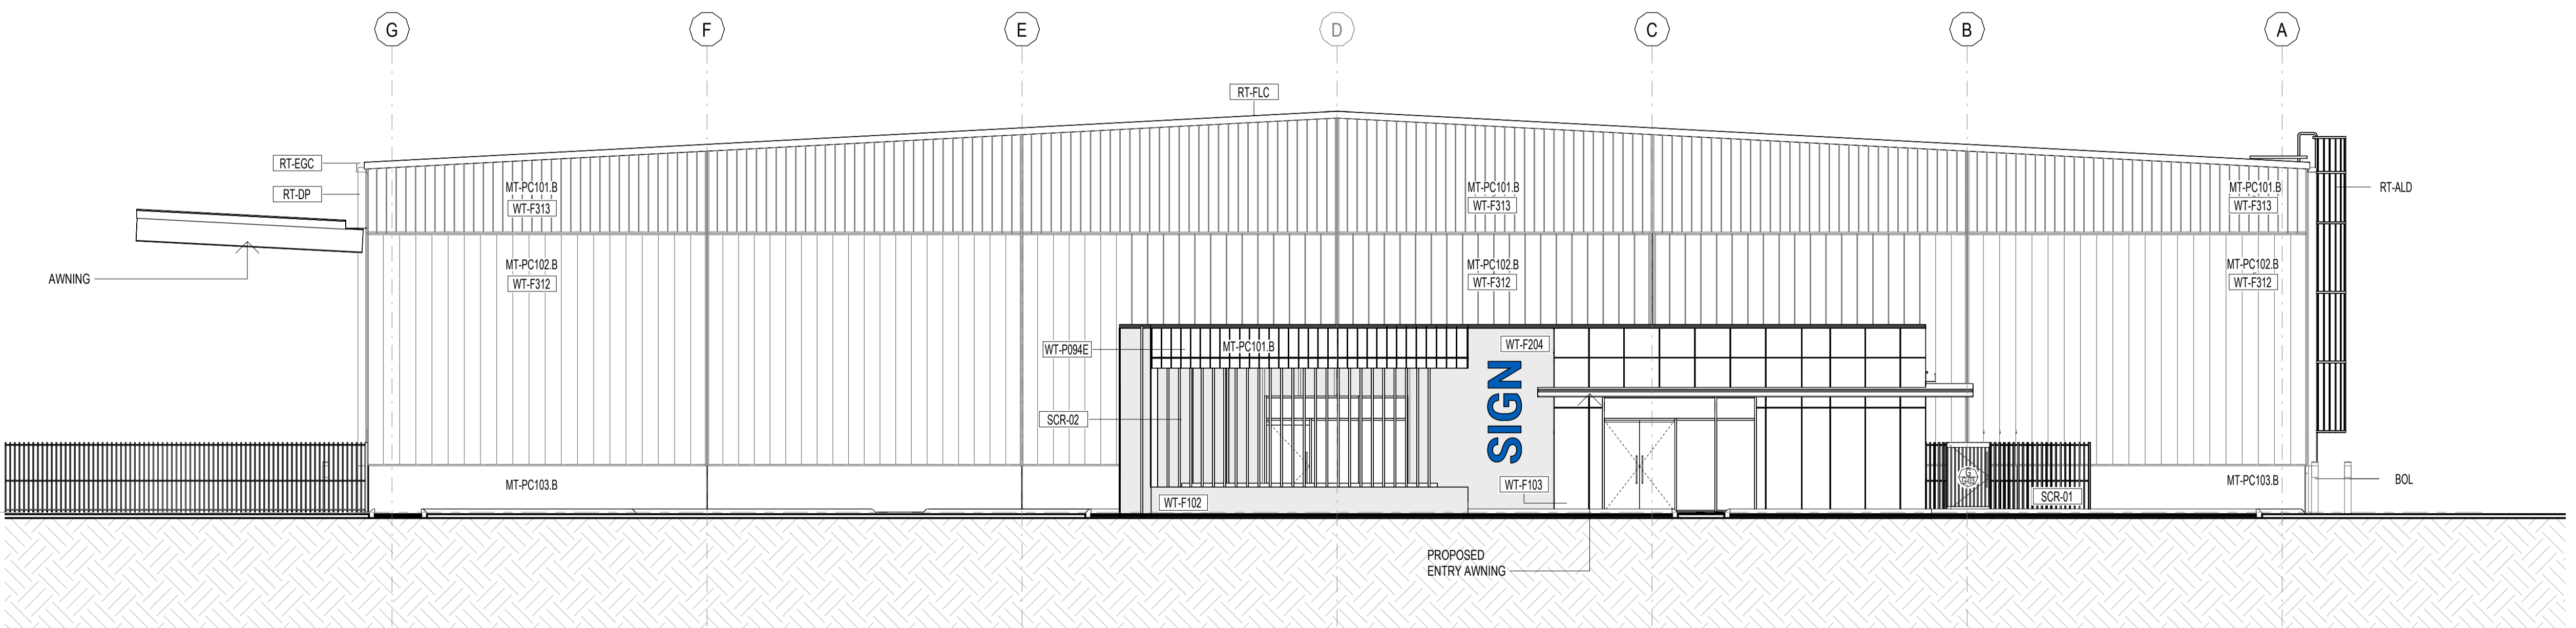 G F E D C B A
RT-FLC
RT-EGC
RT-DP
AWNING
MT-PC101.B
WT-F313
MT-PC101.B
WT-F313
MT-PC101.B
WT-F313
RT-ALD
MT-PC102.B
WT-F312
MT-PC102.B
WT-F312
MT-PC102.B
WT-F312
WT-P094E
MT-PC101.B
WT-F204
SCR-02
SIGN
MT-PC103.B
WT-F102
WT-F103
G
G-03
SCR-01
MT-PC103.B
BOL
PROPOSED
ENTRY AWNING